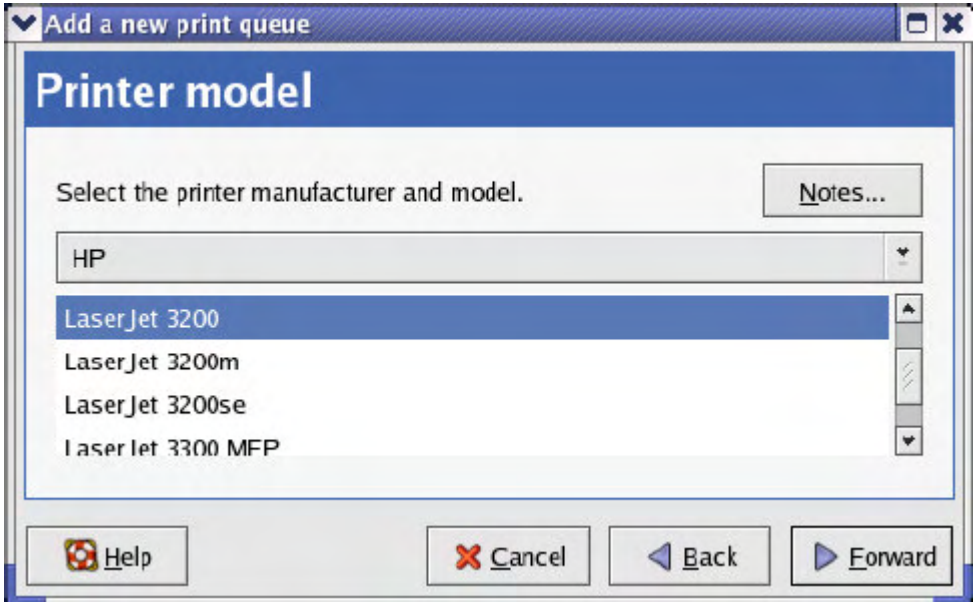 Add a new print queue
Printer model
Select the printer manufacturer and model.
Notes...
HP
LaserJet 3200
LaserJet 3200m
LaserJet 3200se
LaserJet 3300 MFP
Help
Cancel
Back
Forward